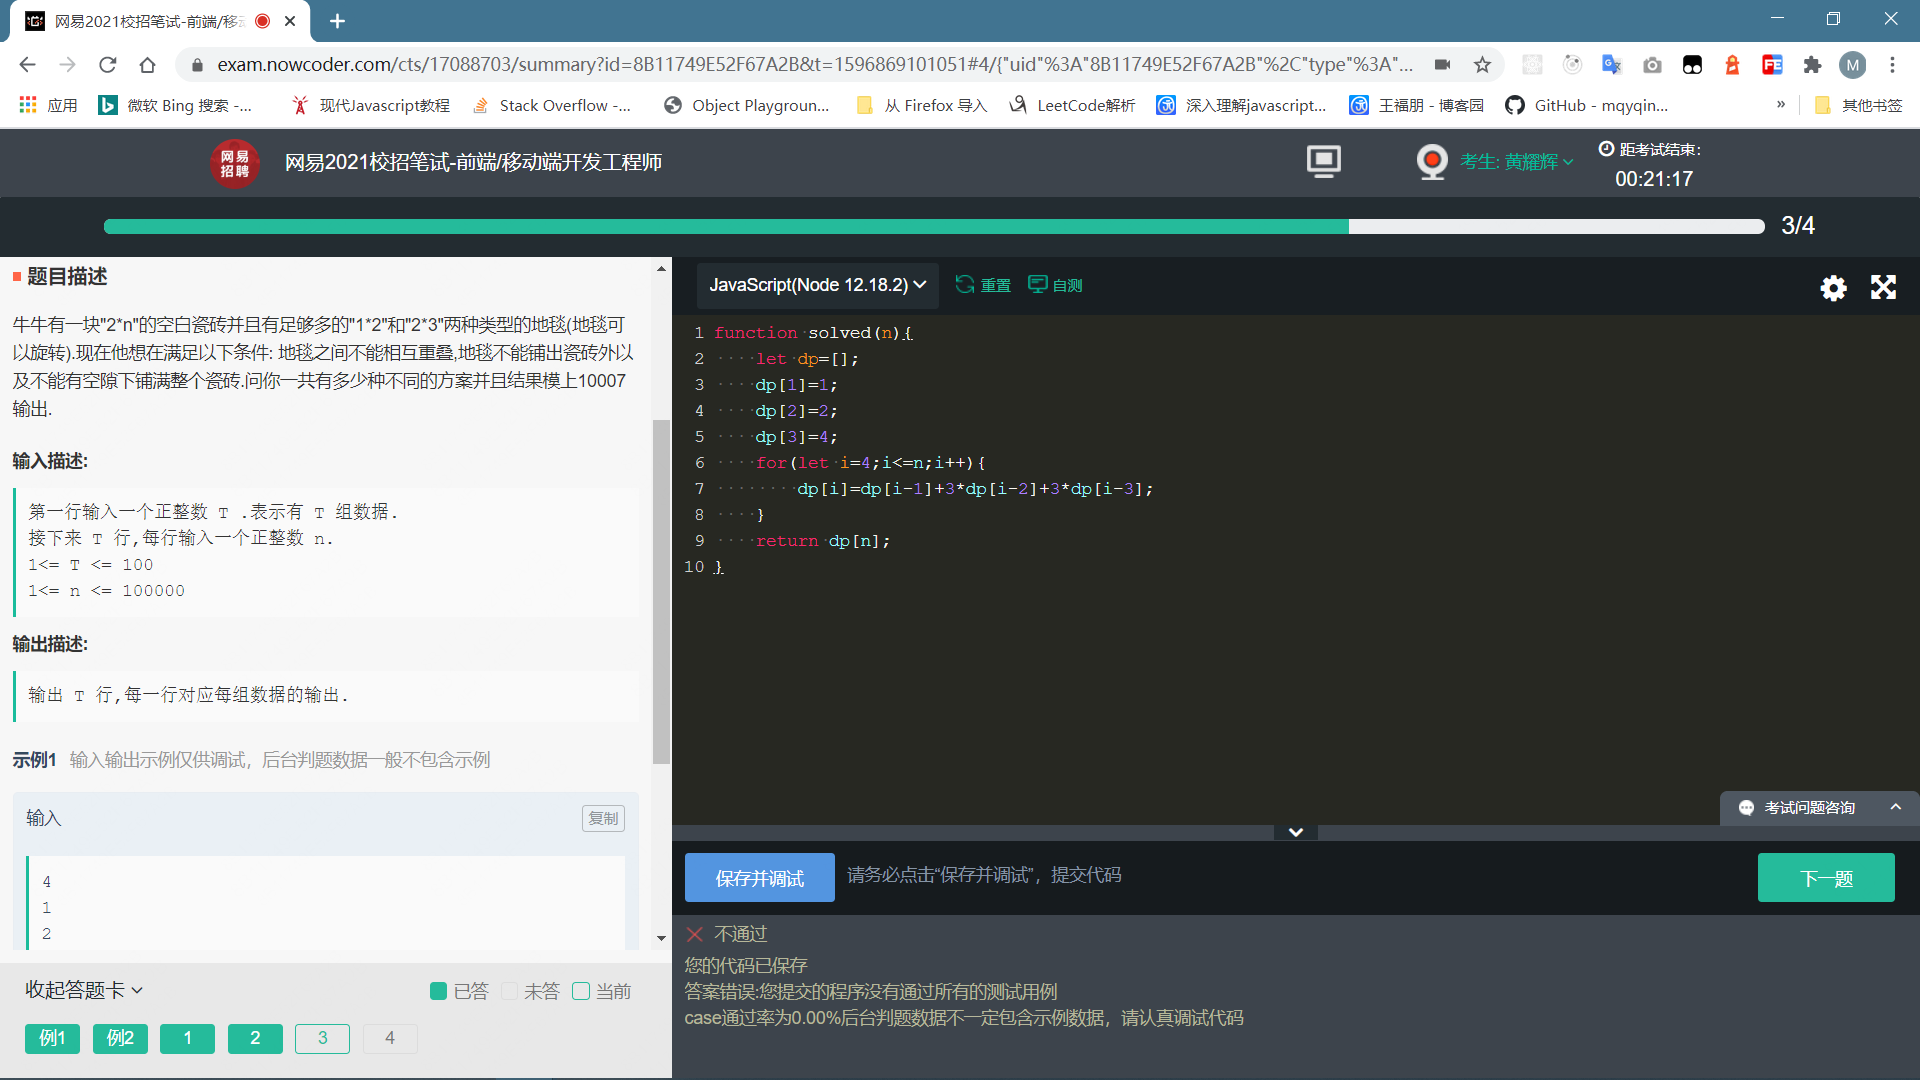 网易2021校招笔试-前端/移动
exam.nowcoder.com/cts/17088703/summary?id=8B11749E52F67A2B&t=1596869101051#4/{"uid"%3A"8B11749E52F67A2B"%2C"type"%3A"...
M
应用
微软 Bing 搜索 -...
现代Javascript教程
Stack Overflow -...
Object Playgroun...
从 Firefox 导入
LeetCode解析
深入理解javascript...
王福朋 - 博客园
GitHub - mqyqin...
»
其他书签
网易
招聘
网易2021校招笔试-前端/移动端开发工程师
考生: 黄耀辉
距考试结束:
00:21:17
3/4
题目描述
牛牛有一块"2*n"的空白瓷砖并且有足够多的"1*2"和"2*3"两种类型的地毯(地毯可
以旋转).现在他想在满足以下条件: 地毯之间不能相互重叠,地毯不能铺出瓷砖外以
及不能有空隙下铺满整个瓷砖.问你一共有多少种不同的方案并且结果模上10007
输出.
输入描述:
第一行输入一个正整数 T .表示有 T 组数据.
接下来 T 行,每行输入一个正整数 n.
1<= T <= 100
1<= n <= 100000
输出描述:
输出 T 行,每一行对应每组数据的输出.
示例1 输入输出示例仅供调试，后台判题数据一般不包含示例
输入
复制
4
1
2
收起答题卡
已答
未答
当前
例1
例2
1
2
3
4
JavaScript(Node 12.18.2)
重置
自测
1 function solved(n){
2 let dp=[];
3 dp[1]=1;
4 dp[2]=2;
5 dp[3]=4;
6 for(let i=4;i<=n;i++){
7 dp[i]=dp[i-1]+3*dp[i-2]+3*dp[i-3];
8 }
9 return dp[n];
10 }
考试问题咨询
保存并调试
请务必点击“保存并调试”，提交代码
下一题
不通过
您的代码已保存
答案错误:您提交的程序没有通过所有的测试用例
case通过率为0.00%后台判题数据不一定包含示例数据，请认真调试代码